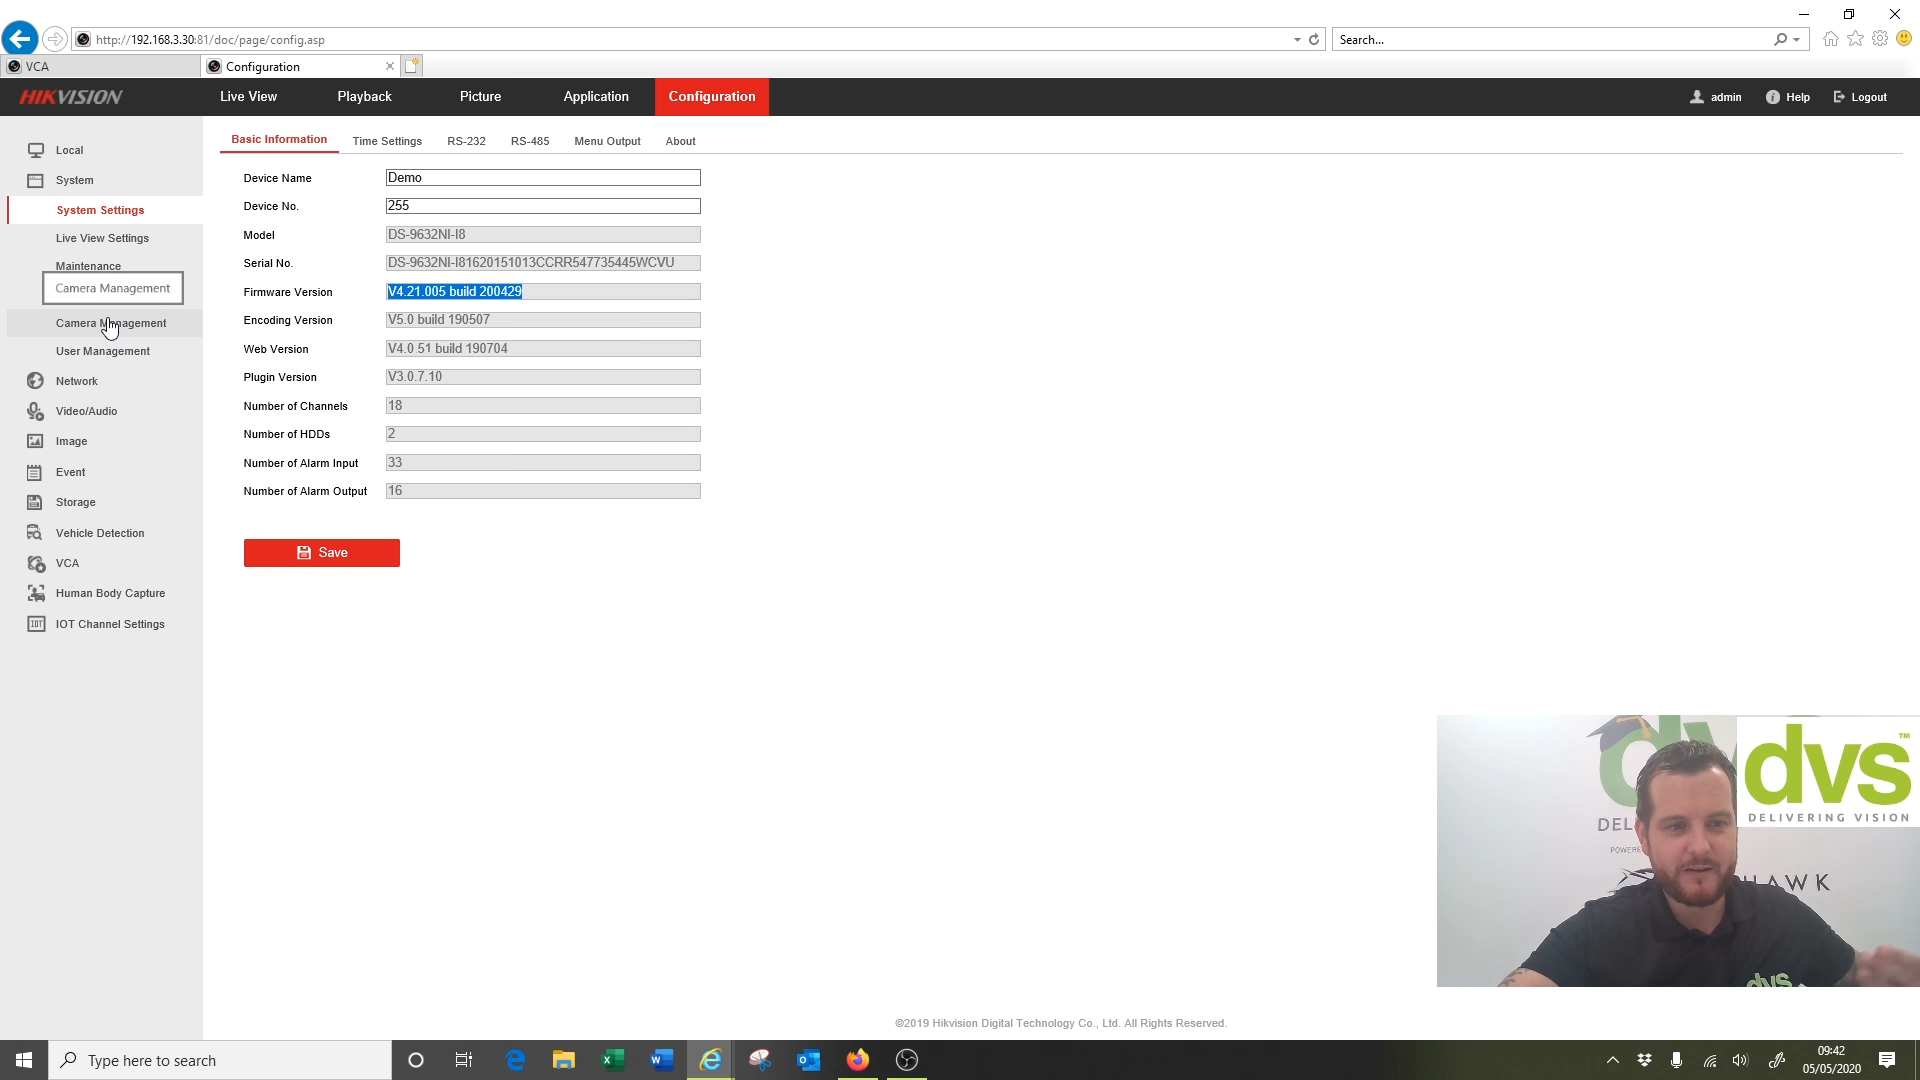 http://192.168.3.30:81/doc/page/config.asp
Search...
VCA
Configuration
HIKVISION
Live View
Playback
Picture
Application
Configuration
admin
Help
Logout
Local
System
System Settings
Live View Settings
Maintenance
Camera Management
Camera Management
User Management
Network
Video/Audio
Image
Event
Storage
Vehicle Detection
VCA
Human Body Capture
IOT Channel Settings
Basic Information
Time Settings
RS-232
RS-485
Menu Output
About
Device Name Demo
Device No. 255
Model DS-9632NI-I8
Serial No. DS-9632NI-I81620151013CCRR547735445WCVU
Firmware Version V4.21.005 build 200429
Encoding Version V5.0 build 190507
Web Version V4.0.51 build 190704
Plugin Version V3.0.7.10
Number of Channels 18
Number of HDDs 2
Number of Alarm Input 33
Number of Alarm Output 16
Save
dvs™
DELIVERING VISION
dvs
©2019 Hikvision Digital Technology Co., Ltd. All Rights Reserved.
Type here to search
09:42
05/05/2020